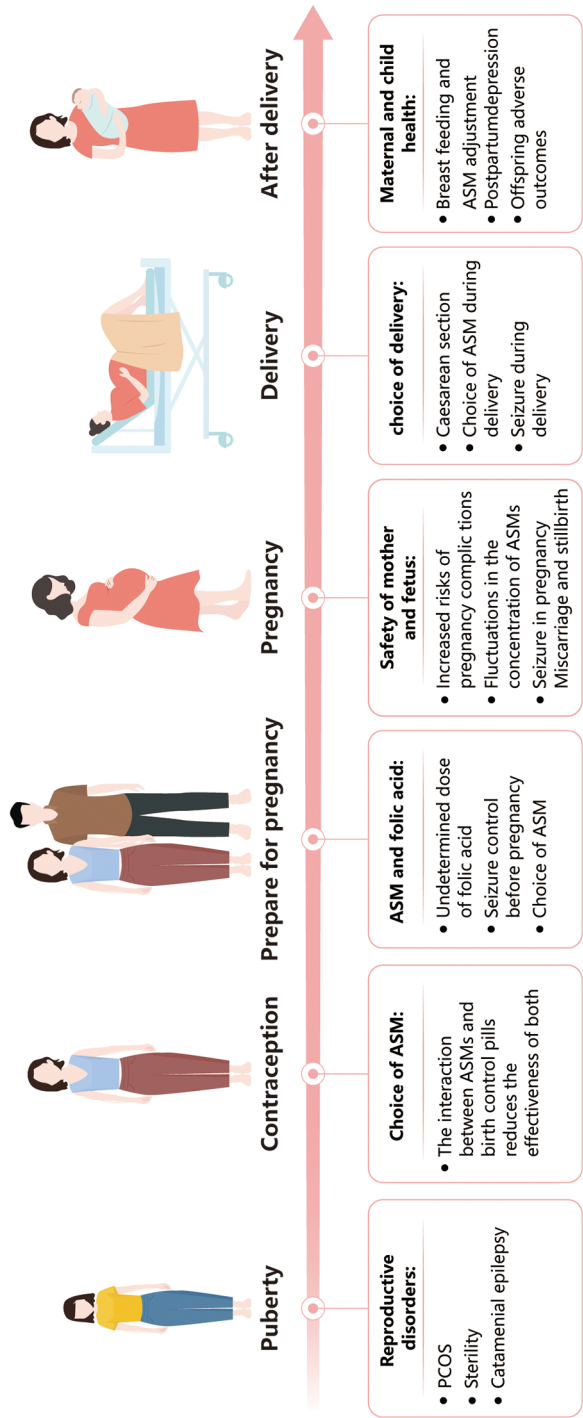 Puberty
Contraception
Prepare for pregnancy
Pregnancy
Delivery
After delivery
Reproductive
disorders:
• PCOS
• Sterility
• Catamenial epilepsy
Choice of ASM:
• The interaction
between ASMs and
birth control pills
reduces the
effectiveness of both
ASM and folic acid:
• Undetermined dose
of folic acid
• Seizure control
before pregnancy
• Choice of ASM
Safety of mother
and fetus:
• Increased risks of
pregnancy complic tions
• Fluctuations in the
concentration of ASMs
• Seizure in pregnancy
Miscarriage and stillbirth
choice of delivery:
• Caesarean section
• Choice of ASM during
delivery
• Seizure during
delivery
Maternal and child
health:
• Breast feeding and
ASM adjustment
• Postpartumdepression
• Offspring adverse
outcomes